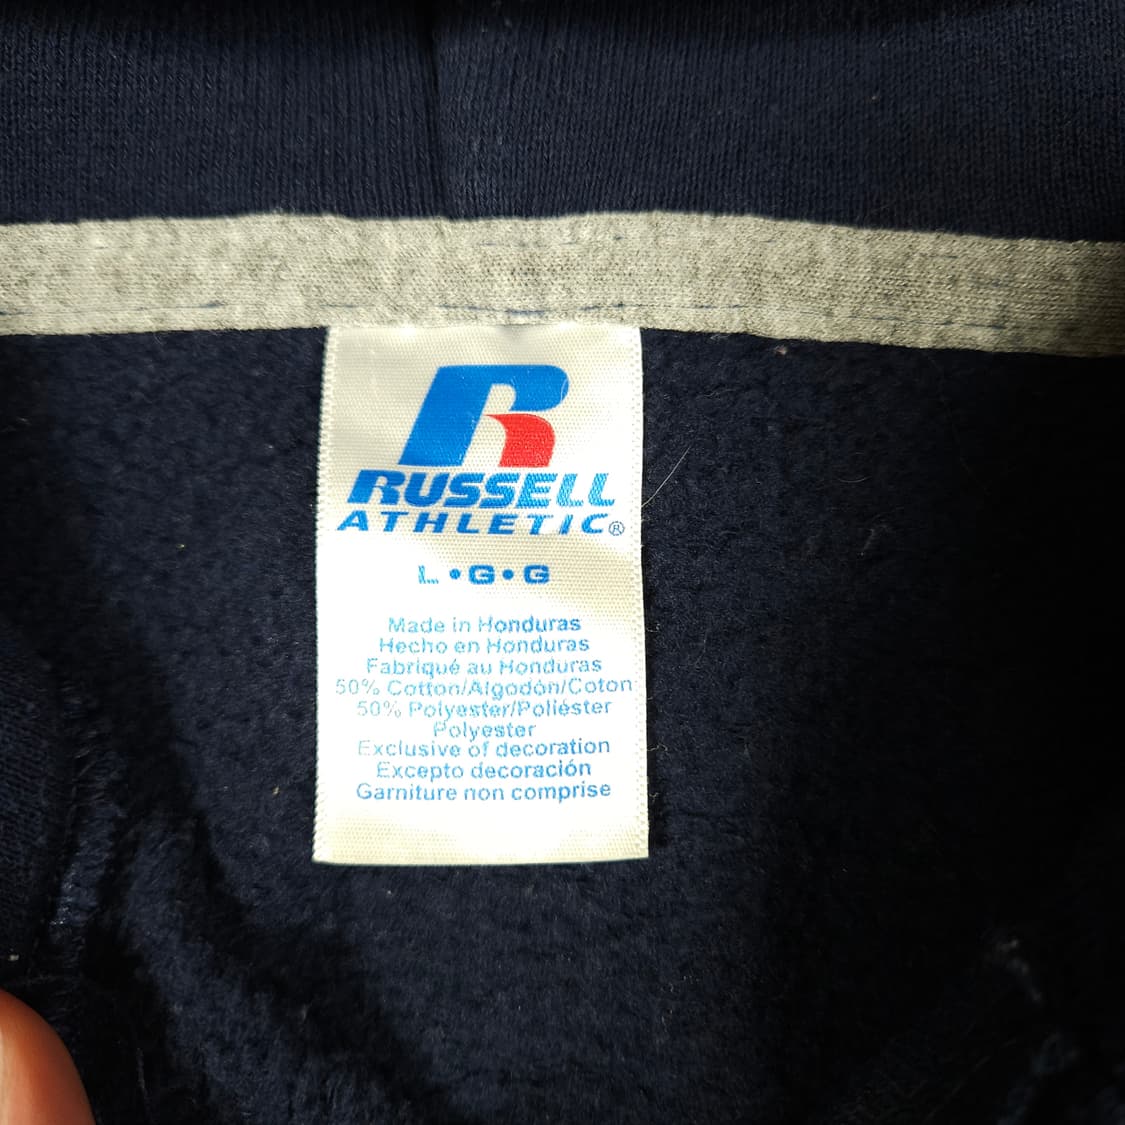 R
RUSSELL
ATHLETIC®
L•G•G
Made in Honduras
Hecho en Honduras
Fabriqué au Honduras
50% Cotton/Algodón/Coton
50% Polyester/Poliéster
Polyester
Exclusive of decoration
Excepto decoración
Garniture non comprise